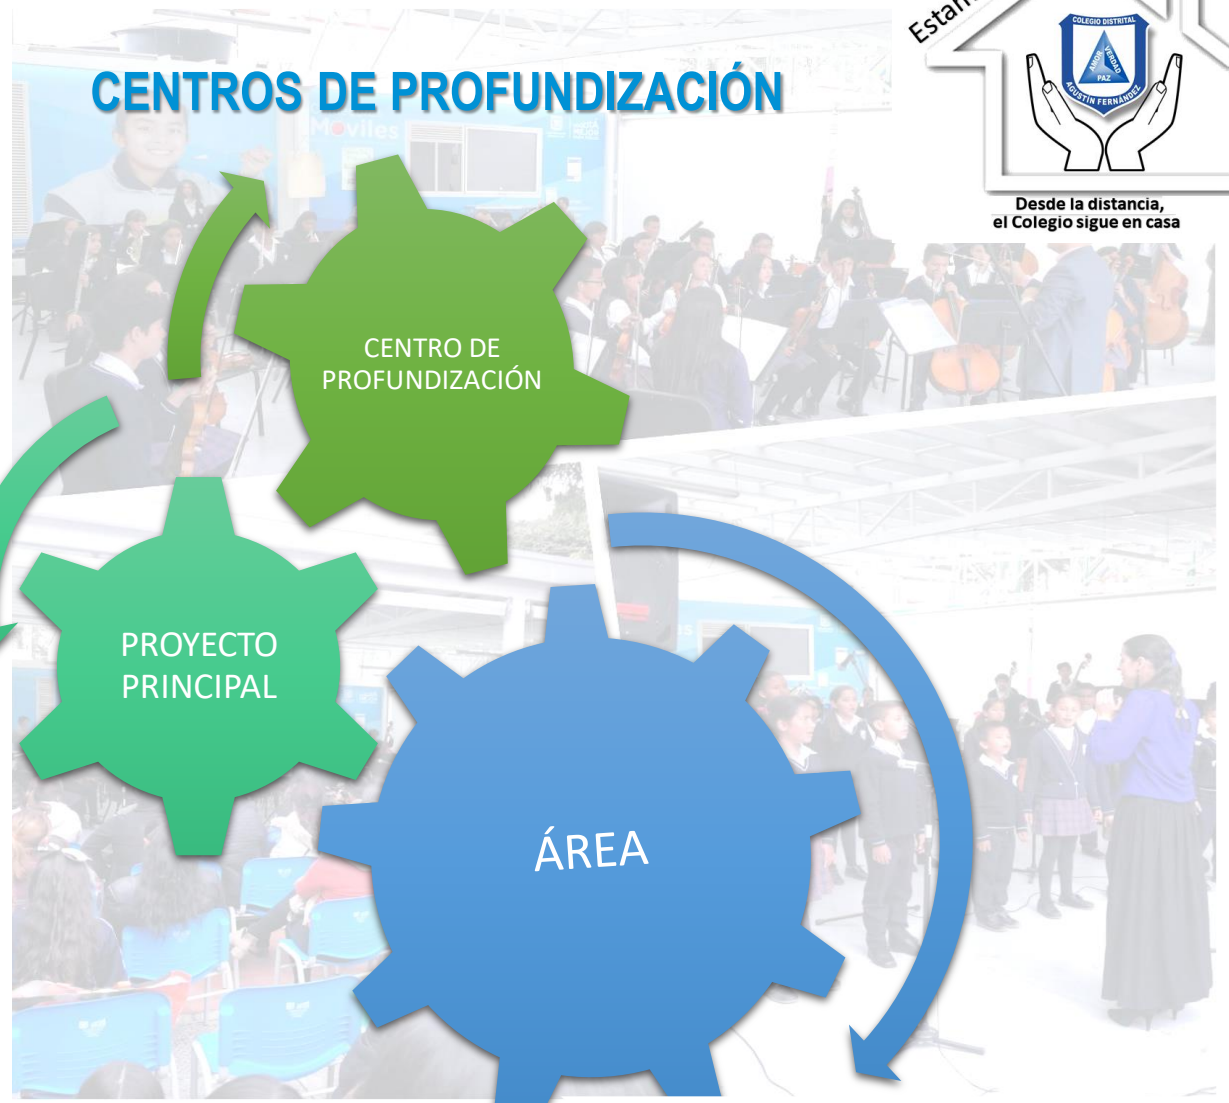 CENTROS DE PROFUNDIZACIÓN
COLEGIO DISTRITAL
AMOR
VERDAD
PAZ
AGUSTÍN FERNÁNDEZ
Desde la distancia,
el Colegio sigue en casa
Móviles
CENTRO DE
PROFUNDIZACIÓN
PROYECTO
PRINCIPAL
ÁREA